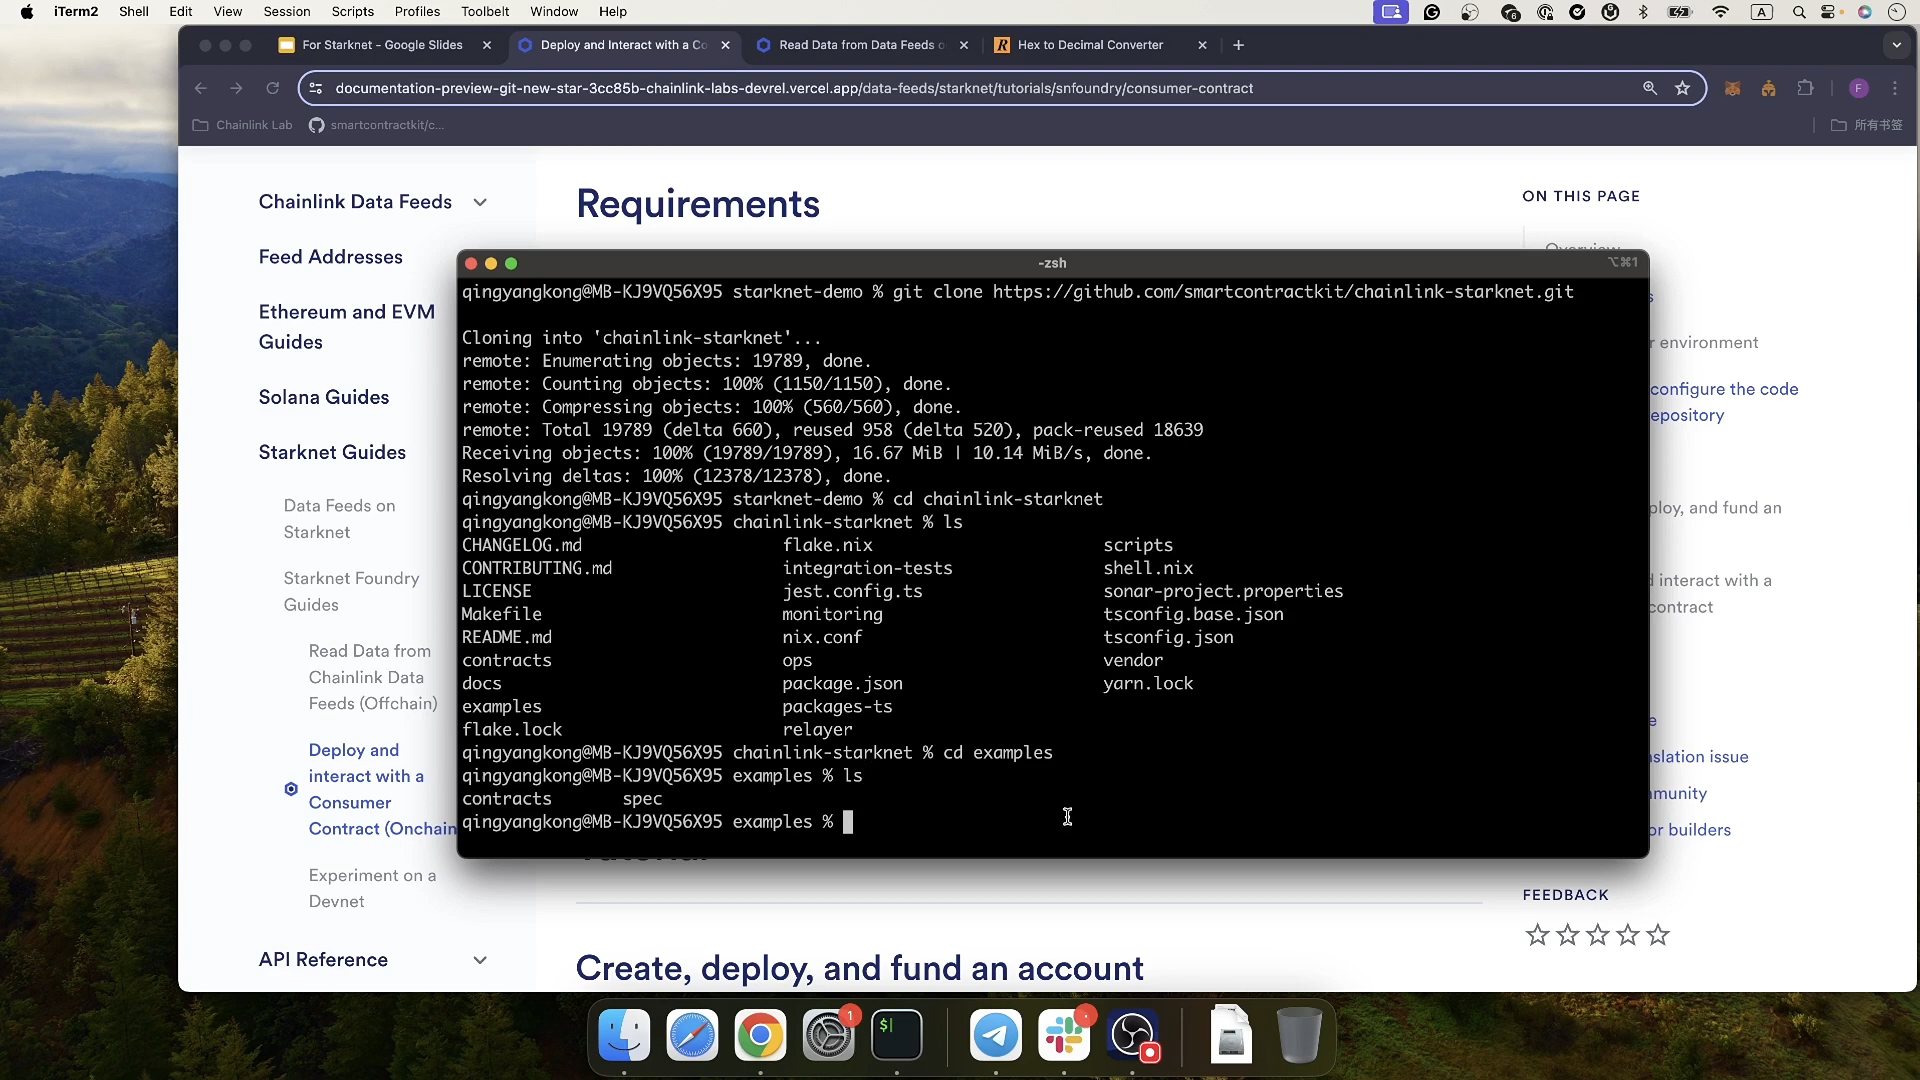 iTerm2 Shell Edit View Session Scripts Profiles Toolbelt Window Help
For Starknet - Google Slides
Deploy and Interact with a Co
Read Data from Data Feeds o
Hex to Decimal Converter
documentation-preview-git-new-star-3cc85b-chainlink-labs-devrel.vercel.app/data-feeds/starknet/tutorials/snfoundry/consumer-contract
Chainlink Lab
smartcontractkit/c...
所有书签
Chainlink Data Feeds
Feed Addresses
Ethereum and EVM
Guides
Solana Guides
Starknet Guides
Data Feeds on
Starknet
Starknet Foundry
Guides
Read Data from
Chainlink Data
Feeds (Offchain)
Deploy and
interact with a
Consumer
Contract (Onchain
Experiment on a
Devnet
API Reference
Requirements
-zsh
⌥⌘1
qingyangkong@MB-KJ9VQ56X95 starknet-demo % git clone https://github.com/smartcontractkit/chainlink-starknet.git
Cloning into 'chainlink-starknet'...
remote: Enumerating objects: 19789, done.
remote: Counting objects: 100% (1150/1150), done.
remote: Compressing objects: 100% (560/560), done.
remote: Total 19789 (delta 660), reused 958 (delta 520), pack-reused 18639
Receiving objects: 100% (19789/19789), 16.67 MiB | 10.14 MiB/s, done.
Resolving deltas: 100% (12378/12378), done.
qingyangkong@MB-KJ9VQ56X95 starknet-demo % cd chainlink-starknet
qingyangkong@MB-KJ9VQ56X95 chainlink-starknet % ls
CHANGELOG.md flake.nix scripts
CONTRIBUTING.md integration-tests shell.nix
LICENSE jest.config.ts sonar-project.properties
Makefile monitoring tsconfig.base.json
README.md nix.conf tsconfig.json
contracts ops vendor
docs package.json yarn.lock
examples packages-ts
flake.lock relayer
qingyangkong@MB-KJ9VQ56X95 chainlink-starknet % cd examples
qingyangkong@MB-KJ9VQ56X95 examples % ls
contracts spec
qingyangkong@MB-KJ9VQ56X95 examples %
Create, deploy, and fund an account
ON THIS PAGE
Overview
r environment
configure the code
epository
ploy, and fund an
d interact with a
contract
e
slation issue
munity
or builders
FEEDBACK